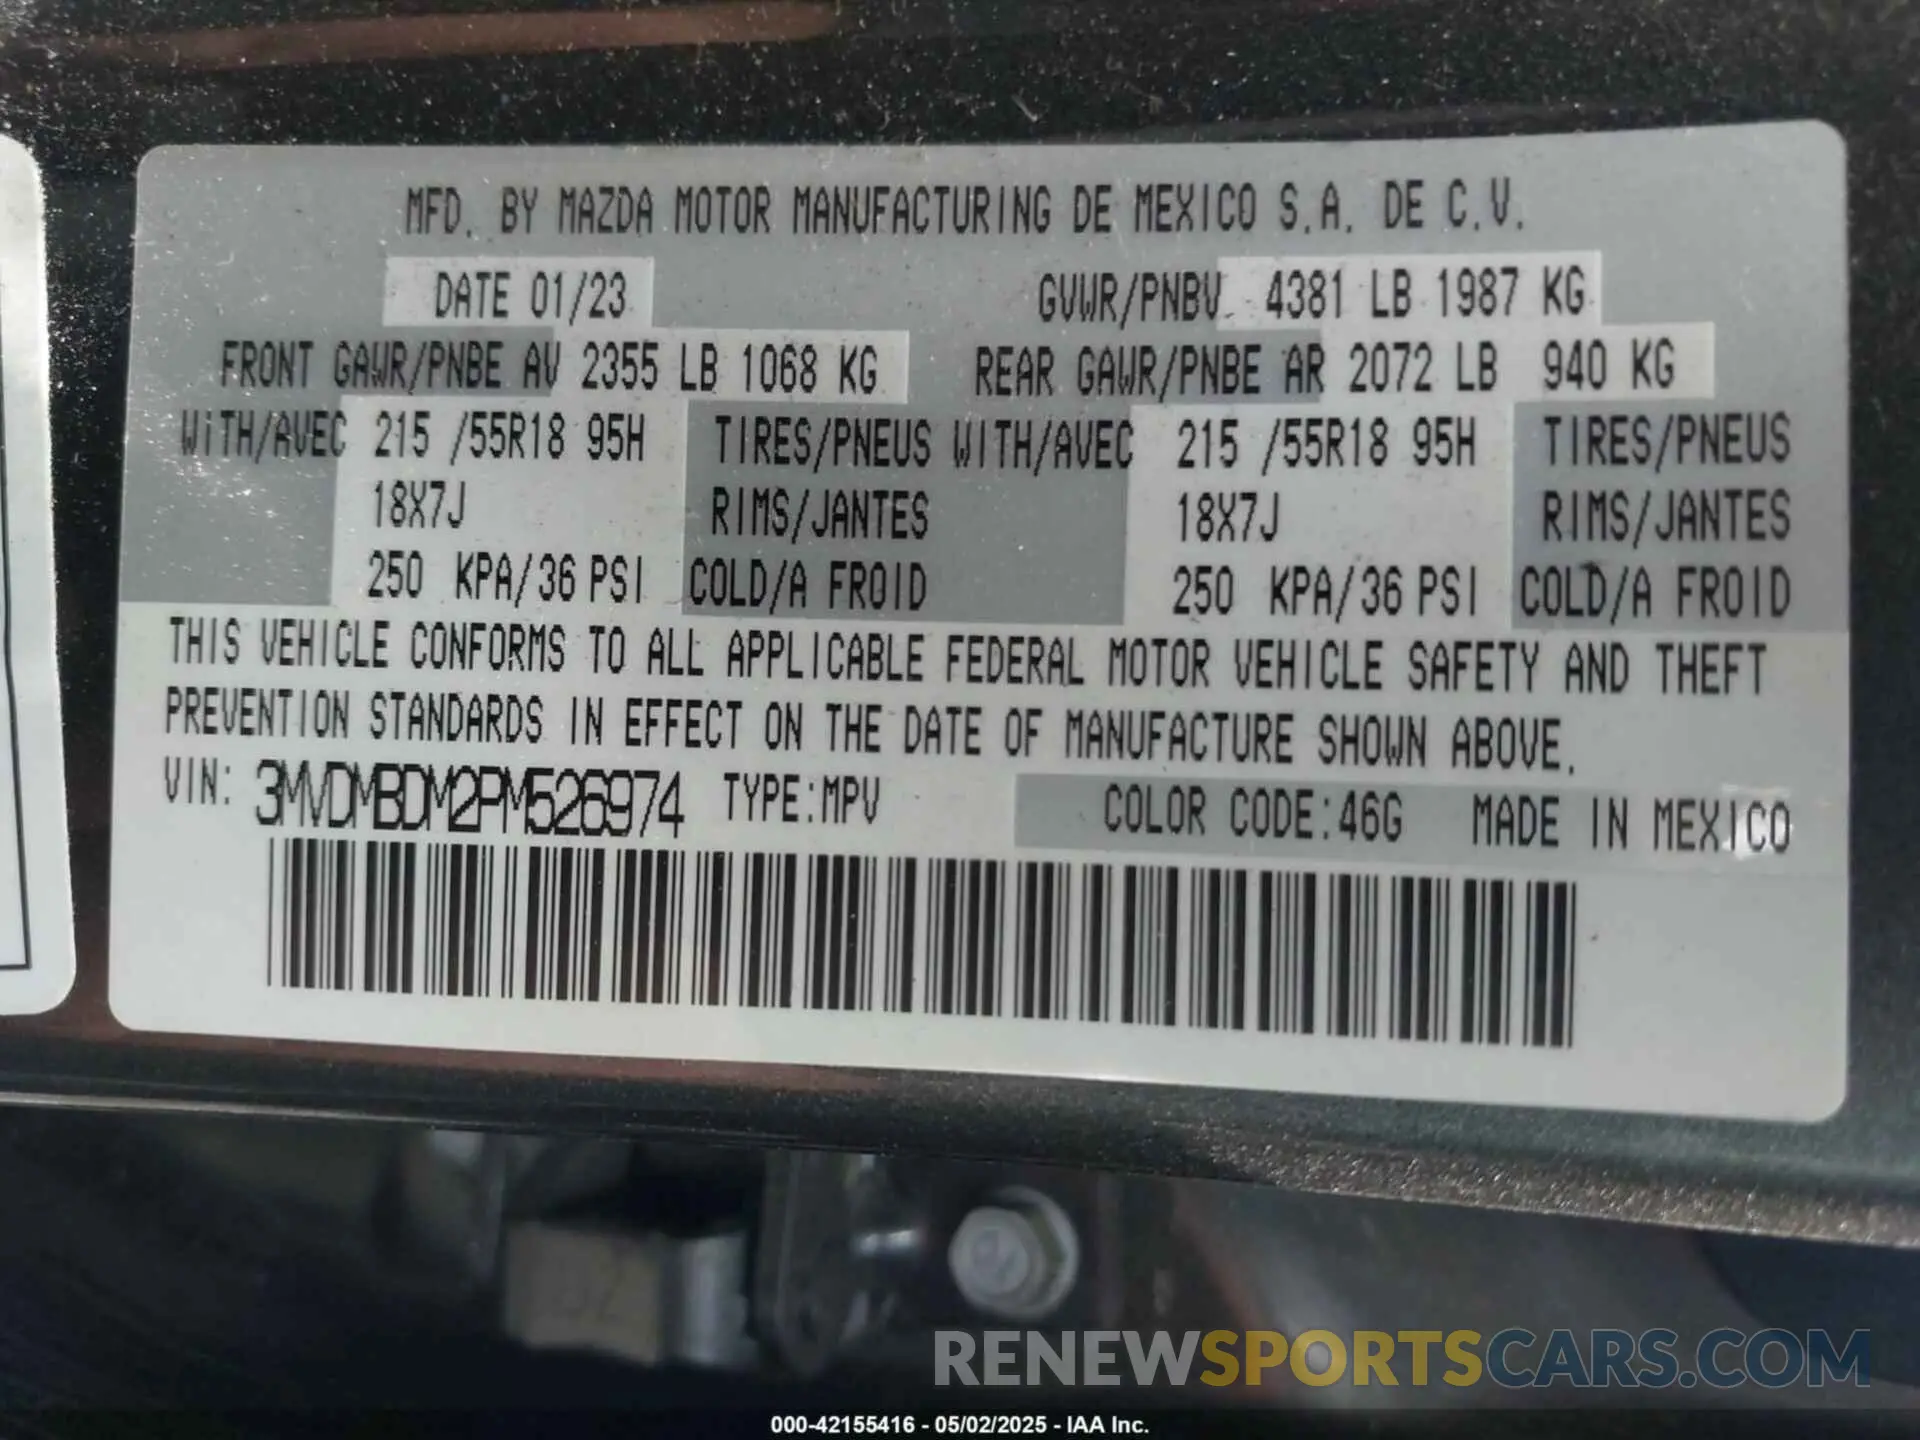 MFD. BY MAZDA MOTOR MANUFACTURING DE MEXICO S.A. DE C.V.
DATE 01/23 GVWR/PNBV 4381 LB 1987 KG
FRONT GAWR/PNBE AV 2355 LB 1068 KG REAR GAWR/PNBE AR 2072 LB 940 KG
WITH/AVEC 215 /55R18 95H TIRES/PNEUS WITH/AVEC 215 /55R18 95H TIRES/PNEUS
18X7J RIMS/JANTES 18X7J RIMS/JANTES
250 KPA/36 PSI COLD/A FROID 250 KPA/36 PSI COLD/A FROID
THIS VEHICLE CONFORMS TO ALL APPLICABLE FEDERAL MOTOR VEHICLE SAFETY AND THEFT
PREVENTION STANDARDS IN EFFECT ON THE DATE OF MANUFACTURE SHOWN ABOVE.
VIN: 3MVDMBDM2PM526974 TYPE:MPV COLOR CODE:46G MADE IN MEXICO
RENEWSPORTSCARS.COM
000-42155416 - 05/02/2025 - IAA Inc.